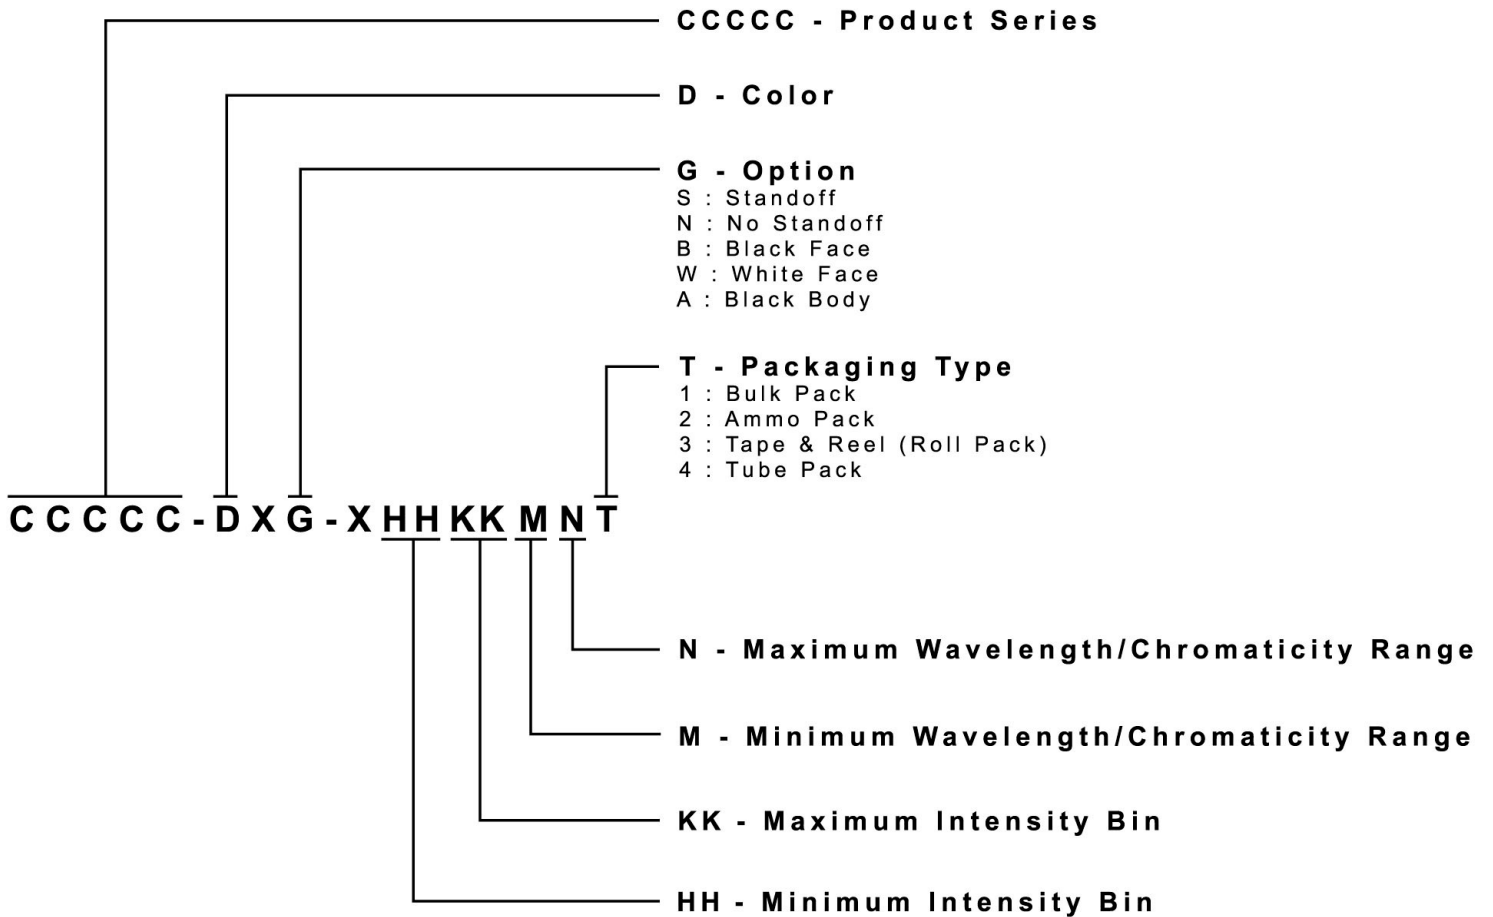 CCCCC - Product Series
D - Color
G - Option
S : Standoff
N : No Standoff
B : Black Face
W : White Face
A : Black Body
T - Packaging Type
1 : Bulk Pack
2 : Ammo Pack
3 : Tape & Reel (Roll Pack)
4 : Tube Pack
CCCCC-DXG-XHHKKMNT
N - Maximum Wavelength/Chromaticity Range
M - Minimum Wavelength/Chromaticity Range
KK - Maximum Intensity Bin
HH - Minimum Intensity Bin